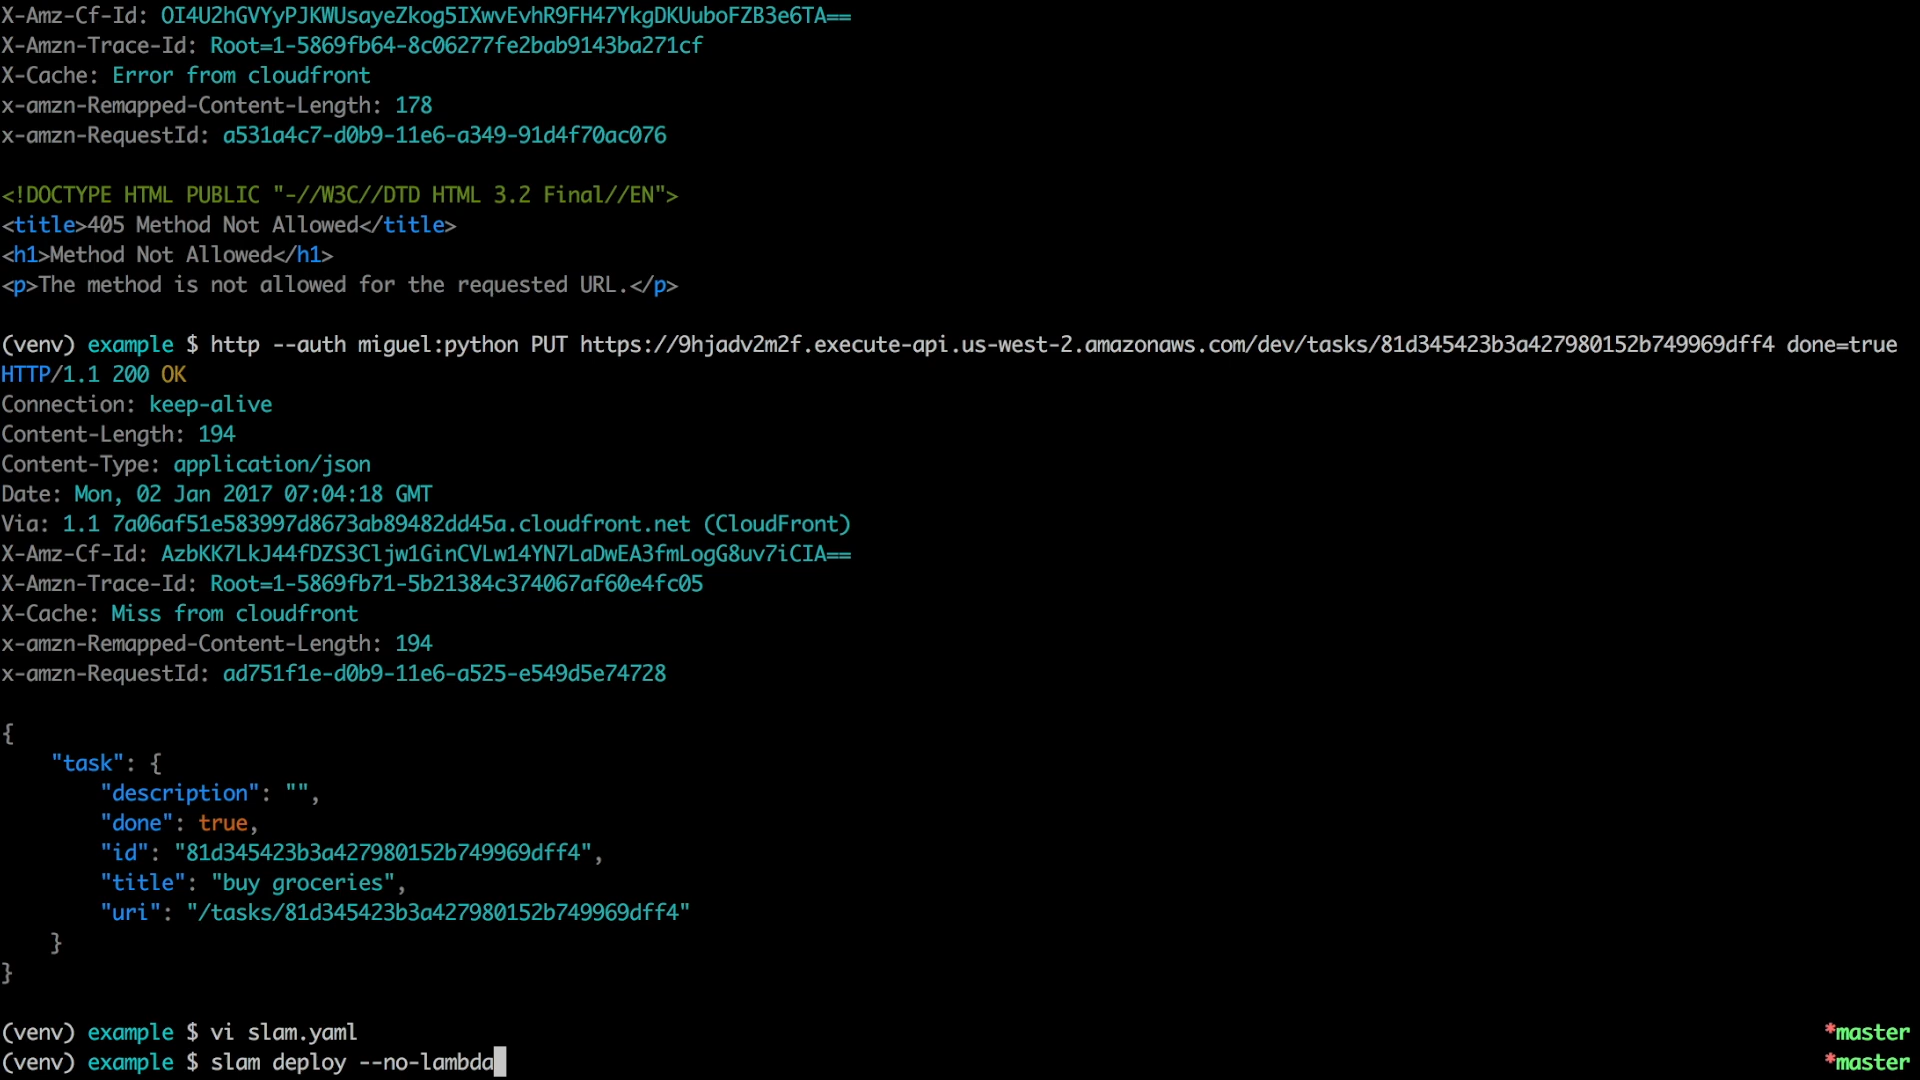 X-Amz-Cf-Id: OI4U2hGVYyPJKWUsayeZkog5IXwvEvhR9FH47YkgDKUuboFZB3e6TA==
X-Amzn-Trace-Id: Root=1-5869fb64-8c06277fe2bab9143ba271cf
X-Cache: Error from cloudfront
x-amzn-Remapped-Content-Length: 178
x-amzn-RequestId: a531a4c7-d0b9-11e6-a349-91d4f70ac076
<!DOCTYPE HTML PUBLIC "-//W3C//DTD HTML 3.2 Final//EN">
<title>405 Method Not Allowed</title>
<h1>Method Not Allowed</h1>
<p>The method is not allowed for the requested URL.</p>
(venv) example $ http --auth miguel:python PUT https://9hjadv2m2f.execute-api.us-west-2.amazonaws.com/dev/tasks/81d345423b3a427980152b749969dff4 done=true
HTTP/1.1 200 OK
Connection: keep-alive
Content-Length: 194
Content-Type: application/json
Date: Mon, 02 Jan 2017 07:04:18 GMT
Via: 1.1 7a06af51e583997d8673ab89482dd45a.cloudfront.net (CloudFront)
X-Amz-Cf-Id: AzbKK7LkJ44fDZS3Cljw1GinCVLw14YN7LaDwEA3fmLogG8uv7iCIA==
X-Amzn-Trace-Id: Root=1-5869fb71-5b21384c374067af60e4fc05
X-Cache: Miss from cloudfront
x-amzn-Remapped-Content-Length: 194
x-amzn-RequestId: ad751f1e-d0b9-11e6-a525-e549d5e74728
{
    "task": {
        "description": "",
        "done": true,
        "id": "81d345423b3a427980152b749969dff4",
        "title": "buy groceries",
        "uri": "/tasks/81d345423b3a427980152b749969dff4"
    }
}
(venv) example $ vi slam.yaml *master
(venv) example $ slam deploy --no-lambda *master